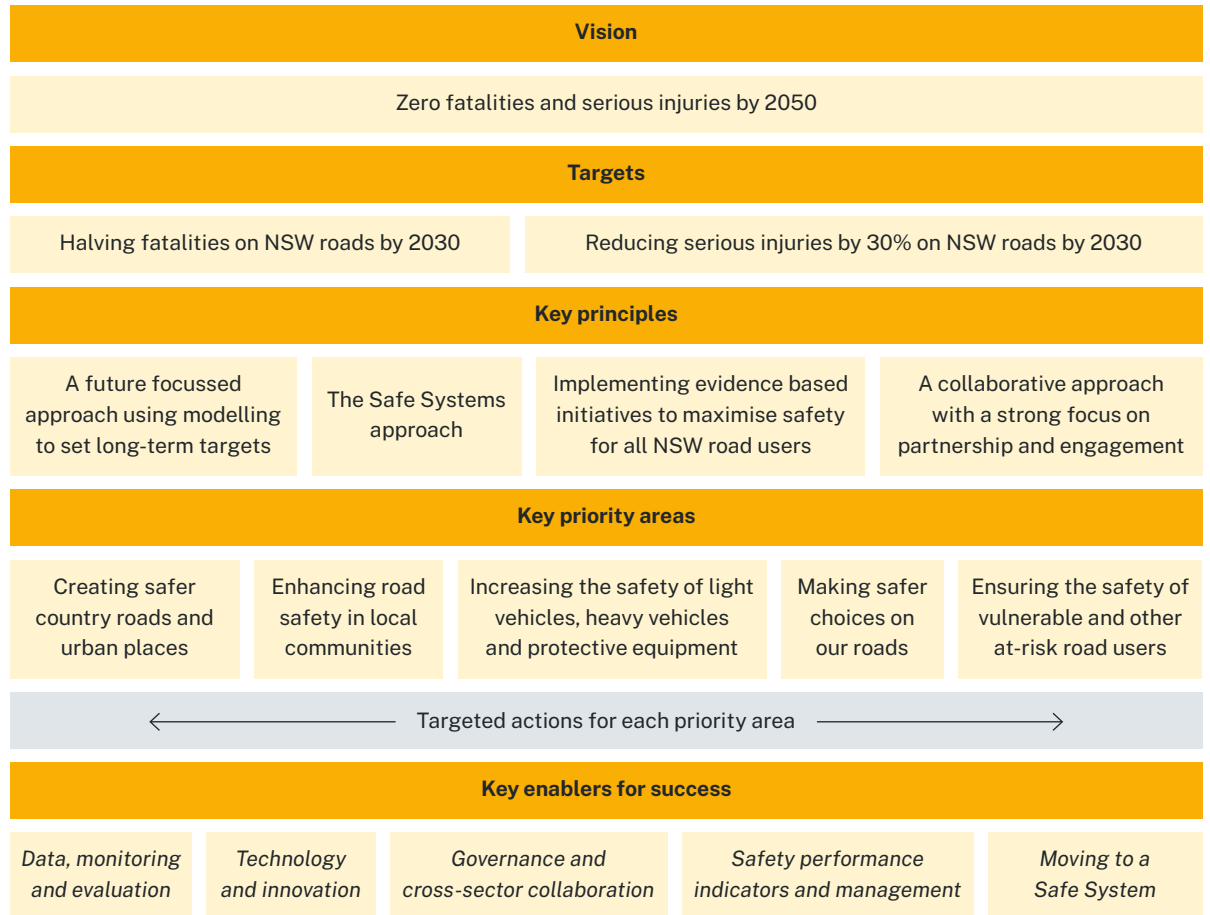 Vision
Zero fatalities and serious injuries by 2050
Targets
Halving fatalities on NSW roads by 2030
Reducing serious injuries by 30% on NSW roads by 2030
Key principles
A future focussed
approach using modelling
to set long-term targets
The Safe Systems
approach
Implementing evidence based
initiatives to maximise safety
for all NSW road users
A collaborative approach
with a strong focus on
partnership and engagement
Key priority areas
Creating safer
country roads and
urban places
Enhancing road
safety in local
communities
Increasing the safety of light
vehicles, heavy vehicles
and protective equipment
Making safer
choices on
our roads
Ensuring the safety of
vulnerable and other
at-risk road users
Targeted actions for each priority area
Key enablers for success
Data, monitoring
and evaluation
Technology
and innovation
Governance and
cross-sector collaboration
Safety performance
indicators and management
Moving to a
Safe System